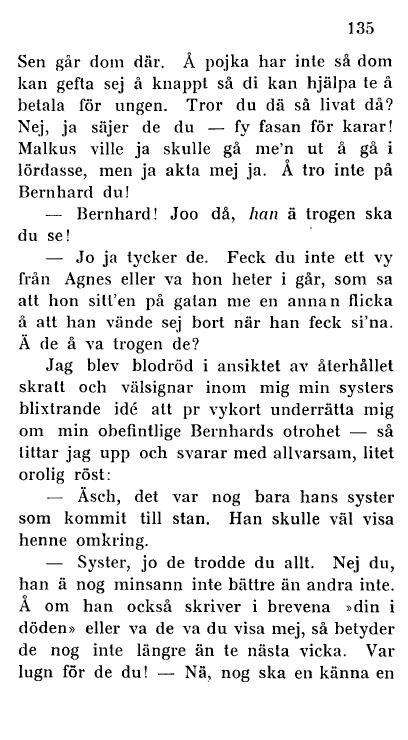 135
Sen går dom där. Å pojka har inte så dom
kan gefta sej å knappt så di kan hjälpa te å
betala för ungen. Tror du dä så livat då?
Nej, ja säjer de du — fy fasan för karar!
Malkus ville ja skulle gå me'n ut å gå i
lördasse, men ja akta mej ja. Å tro inte på
Bernhard du!
— Bernhard! Joo då, han ä trogen ska
du se!
— Jo ja tycker de. Feck du inte ett vy
från Agnes eller va hon heter i går, som sa
att hon sitt'en på gatan me en annan flicka
å att han vände sej bort när han feck si'na.
Ä de å va trogen de?
Jag blev blodröd i ansiktet av återhållet
skratt och välsignar inom mig min systers
blixtrande idé att pr vykort underrätta mig
om min obefintlige Bernhards otrohet — så
tittar jag upp och svarar med allvarsam, litet
orolig röst:
— Äsch, det var nog bara hans syster
som kommit till stan. Han skulle väl visa
henne omkring.
— Syster, jo de trodde du allt. Nej du,
han ä nog minsann inte bättre än andra inte.
Å om han också skriver i brevena »din i
döden» eller va de va du visa mej, så betyder
de nog inte längre än te nästa vicka. Var
lugn för de du! — Nä, nog ska en känna en